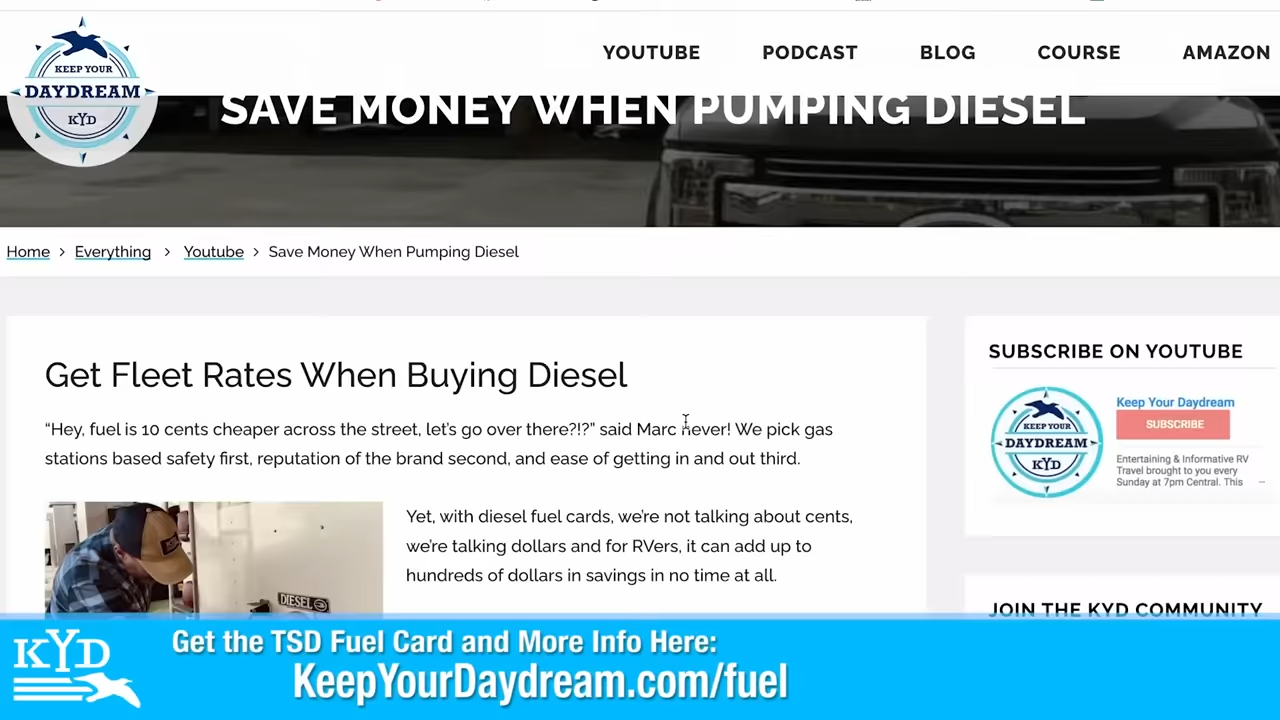 YOUTUBE PODCAST BLOG COURSE AMAZON
KEEP YOUR
DAYDREAM
KYD
SAVE MONEY WHEN PUMPING DIESEL
Home > Everything > Youtube > Save Money When Pumping Diesel
Get Fleet Rates When Buying Diesel
“Hey, fuel is 10 cents cheaper across the street, let’s go over there?!?” said Marc never! We pick gas
stations based safety first, reputation of the brand second, and ease of getting in and out third.
DIESEL
Yet, with diesel fuel cards, we’re not talking about cents,
we’re talking dollars and for RVers, it can add up to
hundreds of dollars in savings in no time at all.
SUBSCRIBE ON YOUTUBE
KEEP YOUR
DAYDREAM
KYD
Keep Your Daydream
SUBSCRIBE
Entertaining & Informative RV
Travel brought to you every
Sunday at 7pm Central. This ...
JOIN THE KYD COMMUNITY
KYD
Get the TSD Fuel Card and More Info Here:
KeepYourDaydream.com/fuel